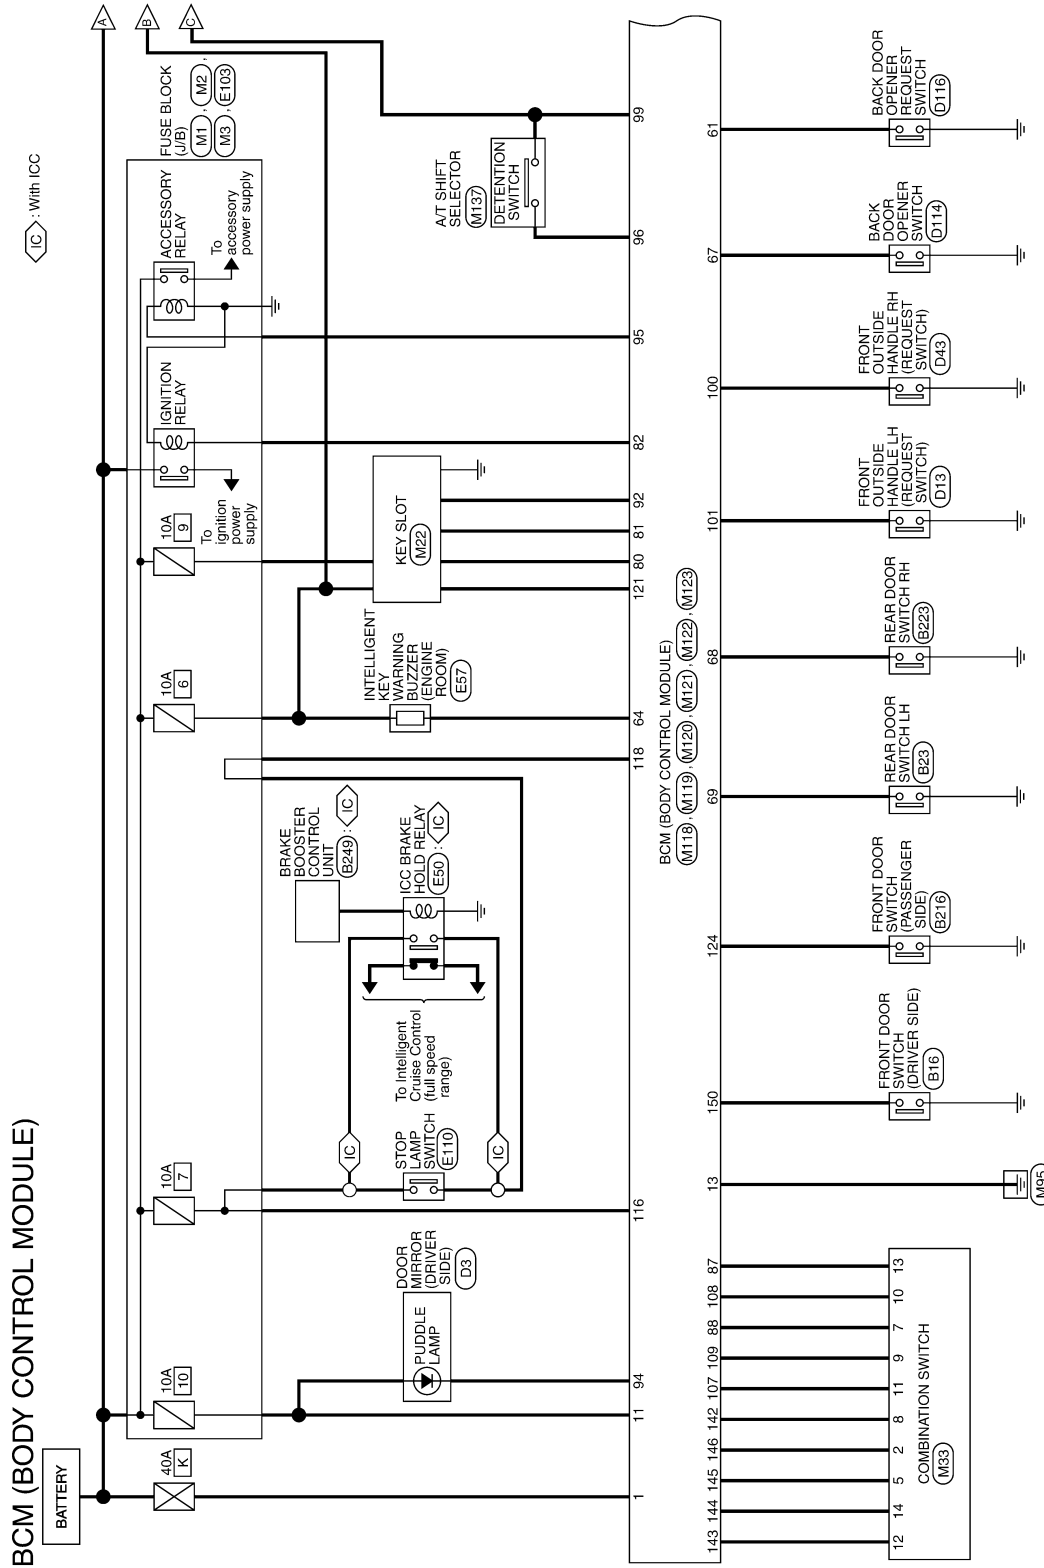 BCM (BODY CONTROL MODULE)
IC : With ICC
BATTERY
A
B
C
40A
K
10A
10
10A
7
10A
6
10A
9
To
ignition
power
supply
IGNITION
RELAY
ACCESSORY
RELAY
To
accessory
power supply
FUSE BLOCK
(J/B)
M1 , M2 ,
M3 , E103
DOOR
MIRROR
(DRIVER
SIDE)
D3
PUDDLE
LAMP
STOP
LAMP
SWITCH
E110
IC
IC
To Intelligent
Cruise Control
(full speed
range)
BRAKE
BOOSTER
CONTROL
UNIT
B249 : IC
ICC BRAKE
HOLD RELAY
E50 : IC
INTELLIGENT
KEY
WARNING
BUZZER
(ENGINE
ROOM)
E57
KEY SLOT
M22
A/T SHIFT
SELECTOR
M137
DETENTION
SWITCH
1
11
94
116
118
64
121
80
81
92
82
95
96
99
BCM (BODY CONTROL MODULE)
M118 , M119 , M120 , M121 , M122 , M123
143
144
145
146
142
107
109
88
108
87
13
150
124
69
68
101
100
67
61
12
14
5
2
8
11
9
7
10
13
COMBINATION SWITCH
M33
M95
FRONT DOOR
SWITCH
(DRIVER SIDE)
B16
FRONT DOOR
SWITCH
(PASSENGER
SIDE)
B216
REAR DOOR
SWITCH LH
B23
REAR DOOR
SWITCH RH
B223
FRONT
OUTSIDE
HANDLE LH
(REQUEST
SWITCH)
D13
FRONT
OUTSIDE
HANDLE RH
(REQUEST
SWITCH)
D43
BACK
DOOR
OPENER
SWITCH
D114
BACK DOOR
OPENER
REQUEST
SWITCH
D116